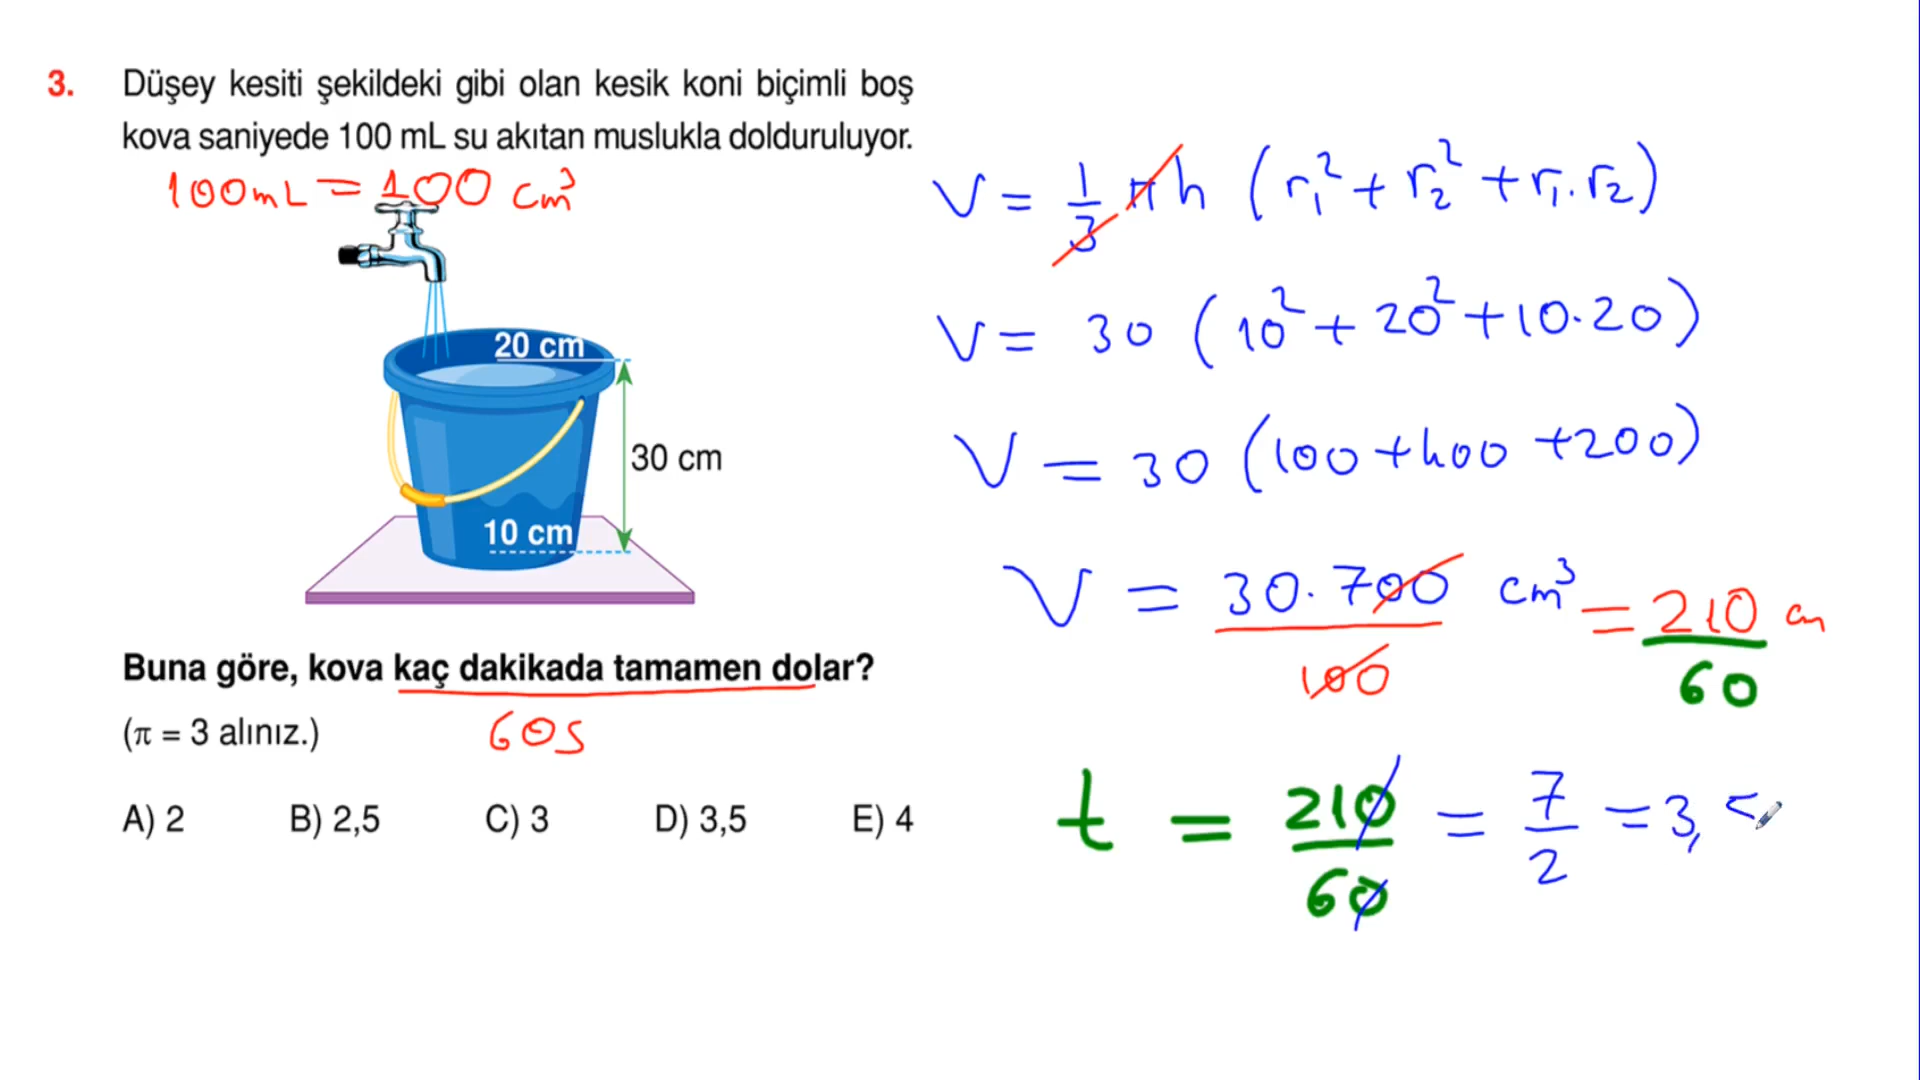 3. Düşey kesiti şekildeki gibi olan kesik koni biçimli boş
kova saniyede 100 mL su akıtan muslukla dolduruluyor.
100mL = 100 cm³
20 cm
30 cm
10 cm
Buna göre, kova kaç dakikada tamamen dolar?
(π = 3 alınız.)
60s
A) 2 B) 2,5 C) 3 D) 3,5 E) 4
V = 1/3 πh (r₁² + r₂² + r₁.r₂)
V = 30 (10² + 20² + 10.20)
V = 30 (100 + 400 + 200)
V = 30.700/100 cm³ = 210/60 cm
t = 210/60 = 7/2 = 3,5